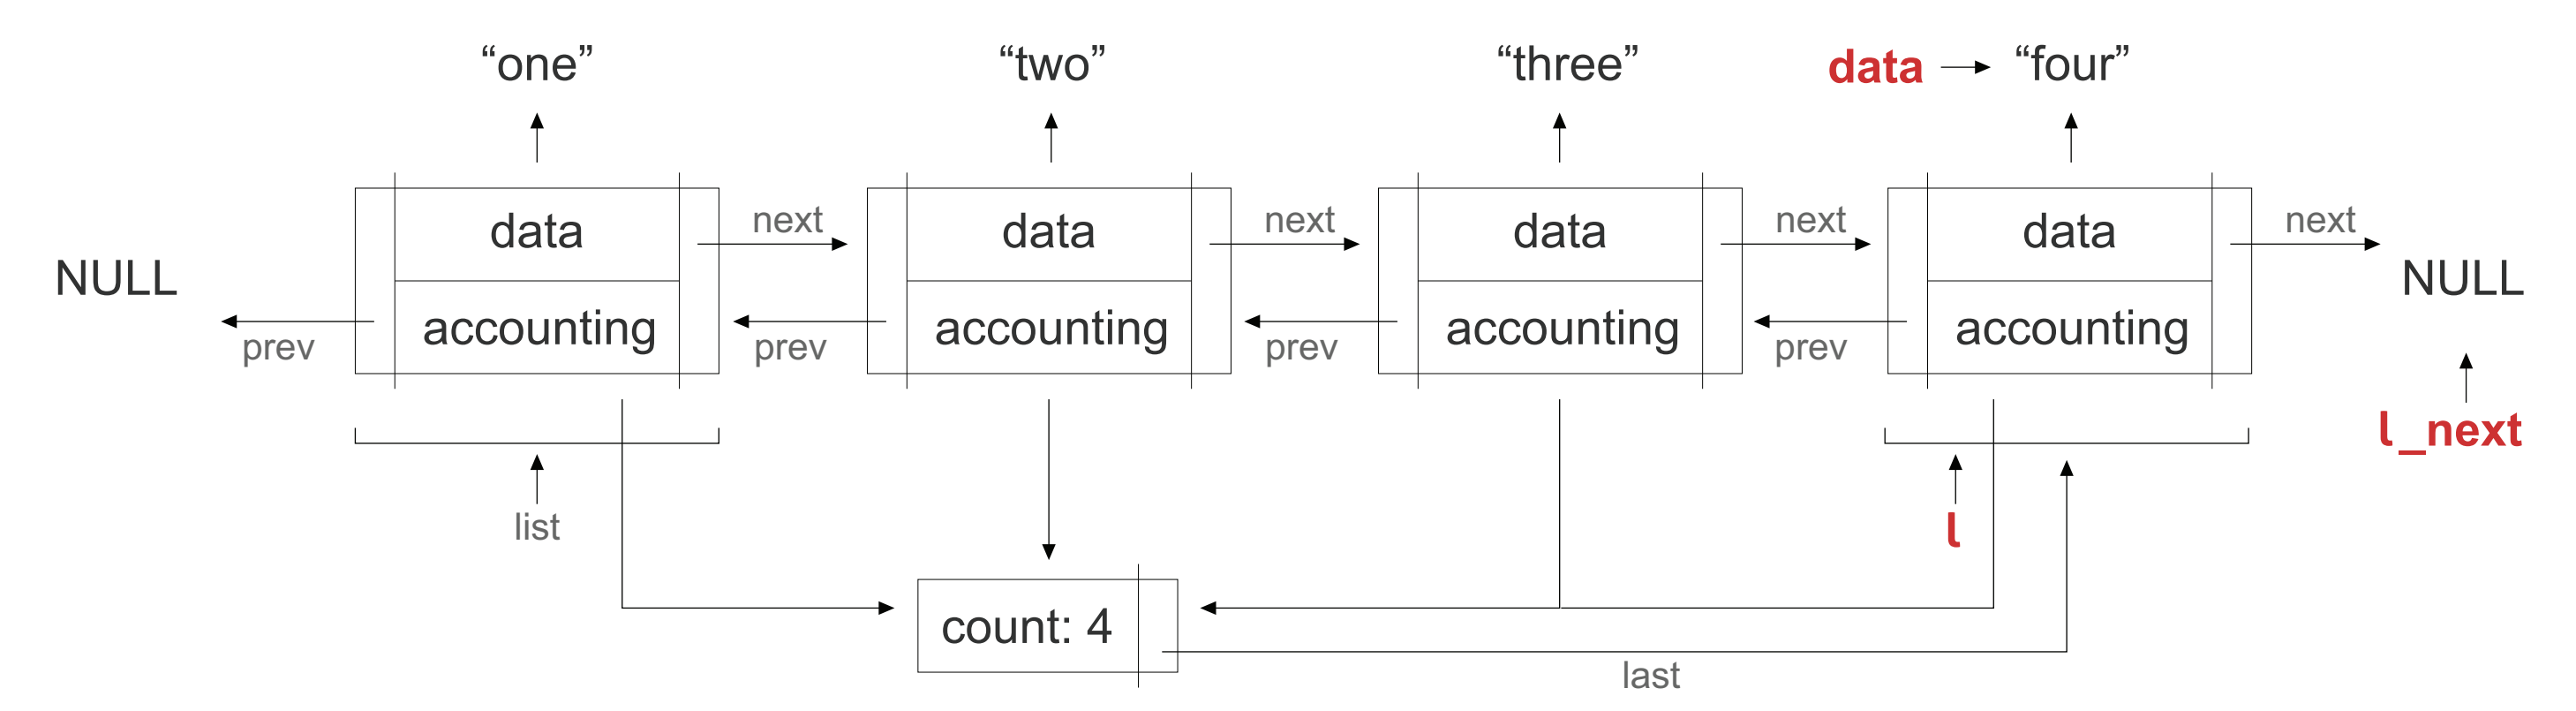 “one”
“two”
“three”
data
“four”
data
next
data
next
data
next
data
next
NULL
NULL
accounting
accounting
accounting
accounting
prev
prev
prev
prev
l_next
list
l
count: 4
last